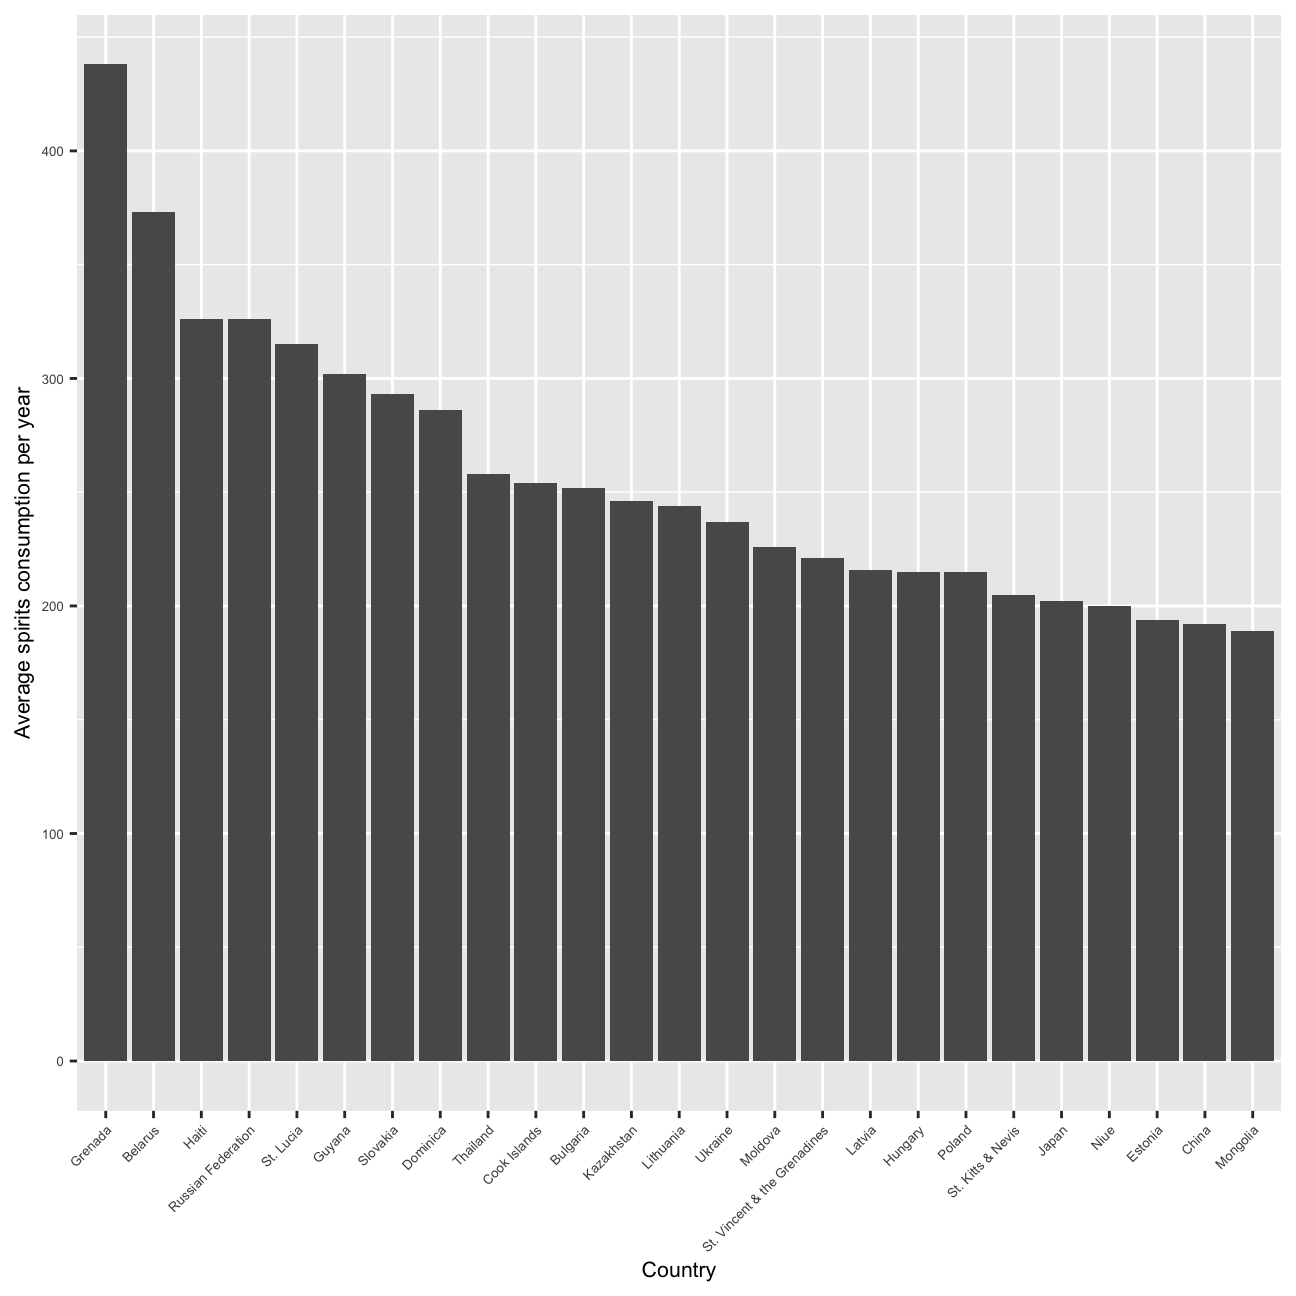 Average spirits consumption per year
400
300
200
100
0
Grenada
Belarus
Haiti
Russian Federation
St. Lucia
Guyana
Slovakia
Dominica
Thailand
Cook Islands
Bulgaria
Kazakhstan
Lithuania
Ukraine
Moldova
St. Vincent & the Grenadines
Latvia
Hungary
Poland
St. Kitts & Nevis
Japan
Niue
Estonia
China
Mongolia
Country